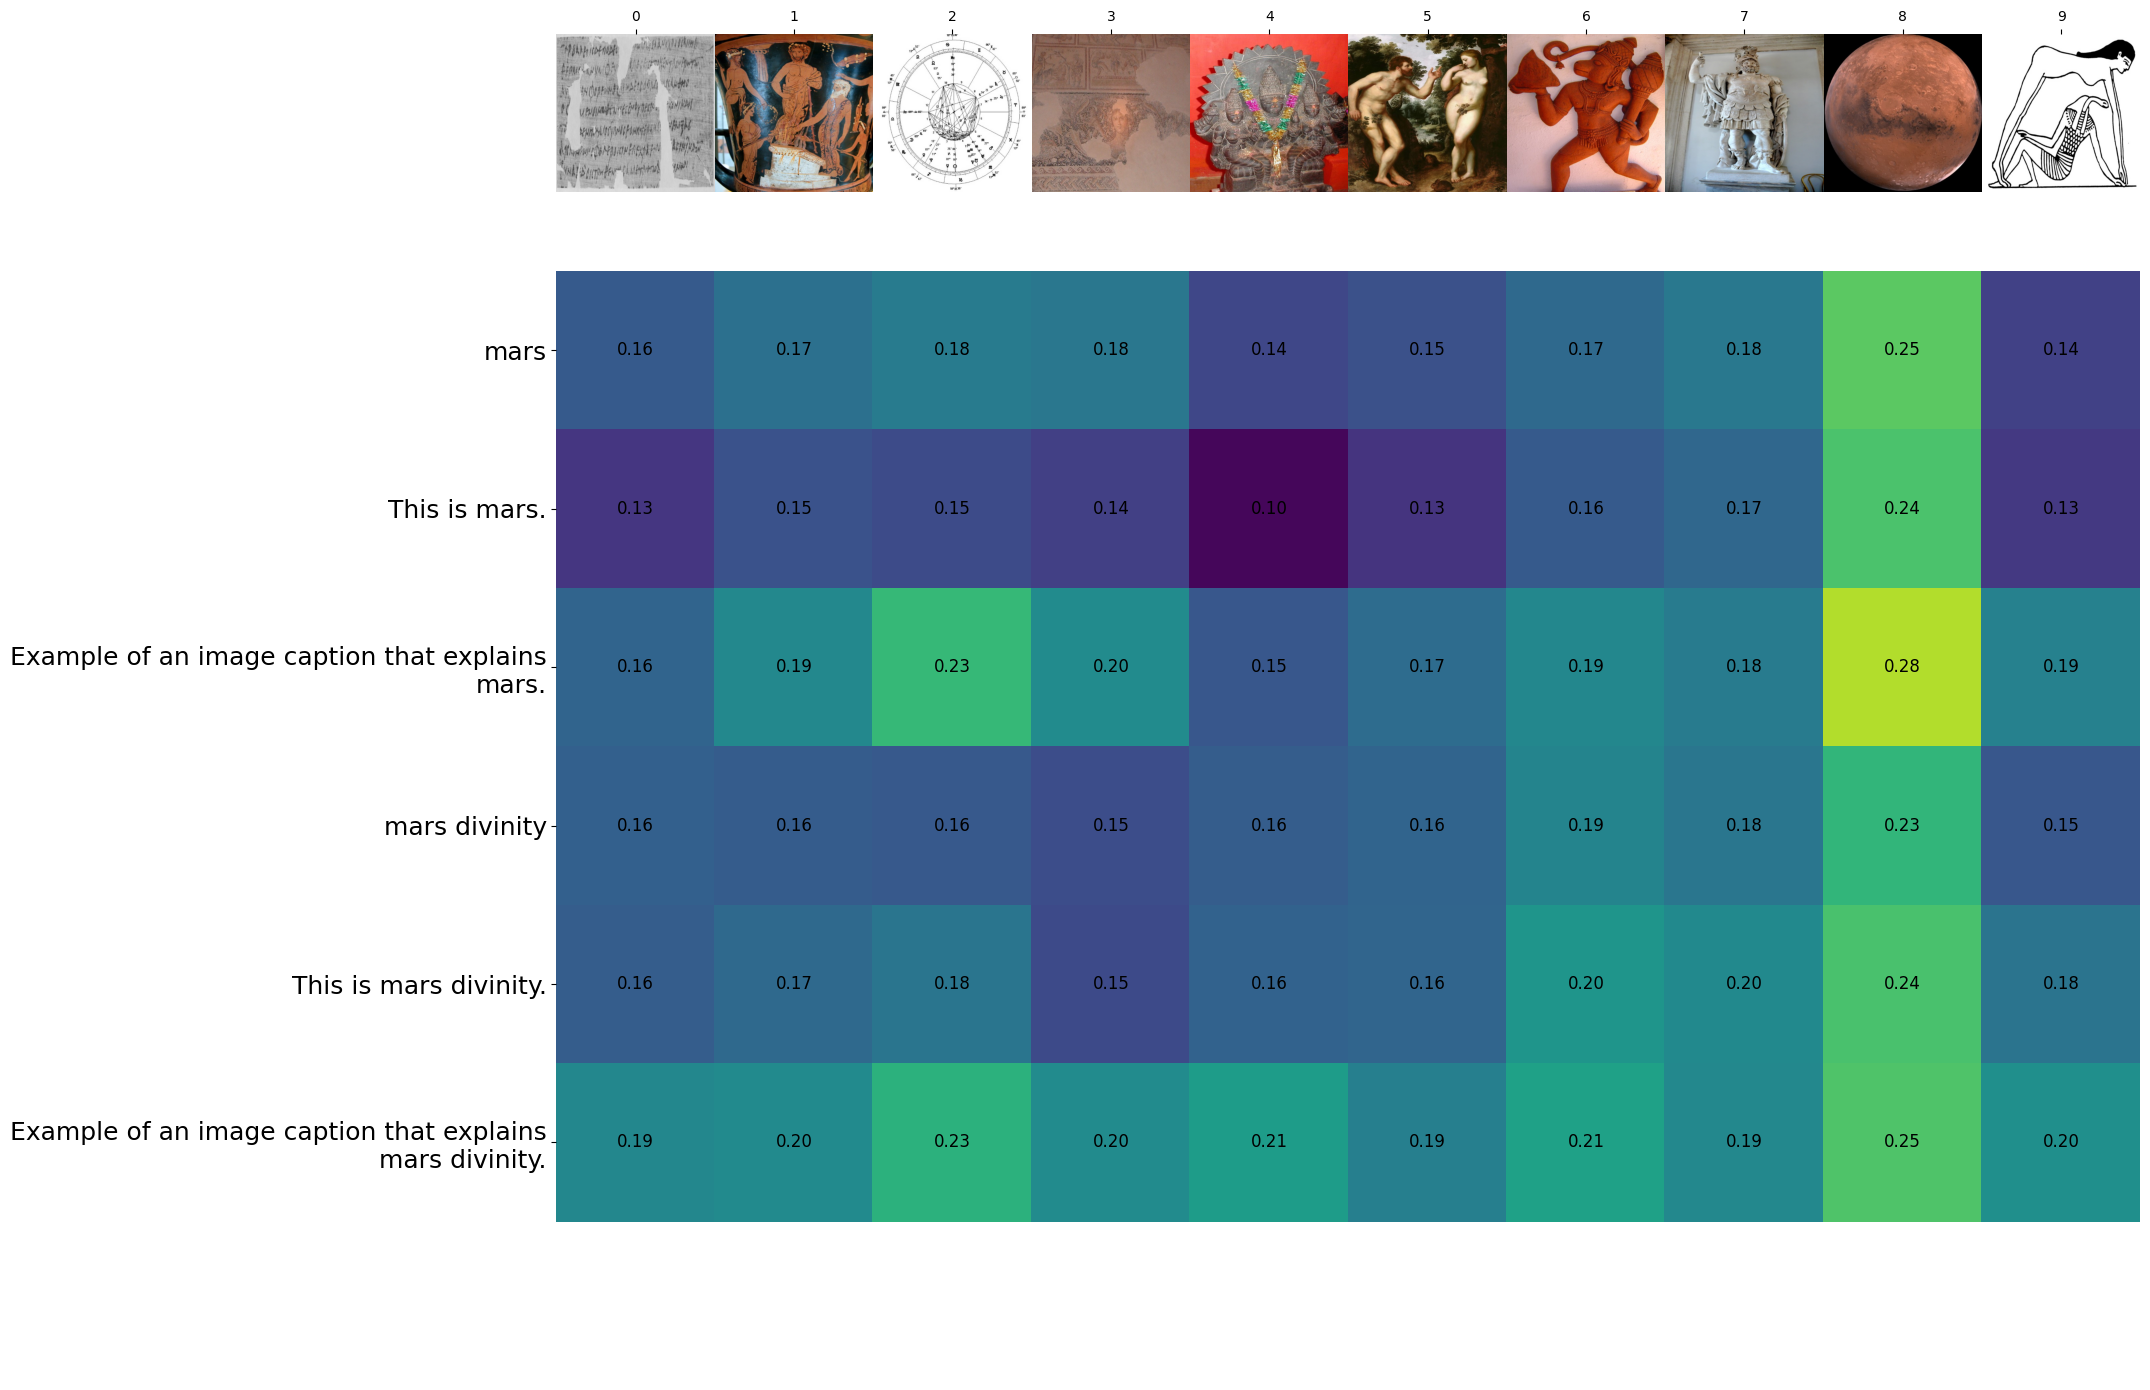 0 1 2 3 4 5 6 7 8 9
mars 0.16 0.17 0.18 0.18 0.14 0.15 0.17 0.18 0.25 0.14
This is mars. 0.13 0.15 0.15 0.14 0.10 0.13 0.16 0.17 0.24 0.13
Example of an image caption that explains
mars. 0.16 0.19 0.23 0.20 0.15 0.17 0.19 0.18 0.28 0.19
mars divinity 0.16 0.16 0.16 0.15 0.16 0.16 0.19 0.18 0.23 0.15
This is mars divinity. 0.16 0.17 0.18 0.15 0.16 0.16 0.20 0.20 0.24 0.18
Example of an image caption that explains
mars divinity. 0.19 0.20 0.23 0.20 0.21 0.19 0.21 0.19 0.25 0.20